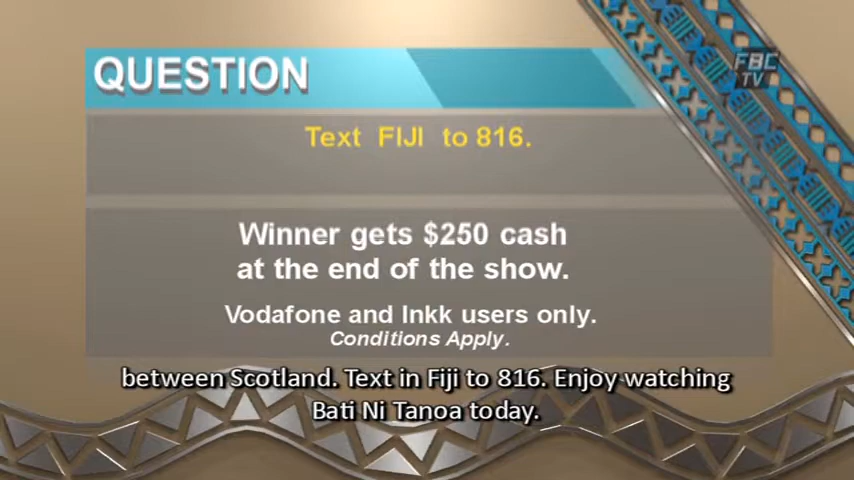 FBC
TV
QUESTION
Text FIJI to 816.
Winner gets $250 cash
at the end of the show.
Vodafone and Inkk users only.
Conditions Apply.
between Scotland. Text in Fiji to 816. Enjoy watching
Bati Ni Tanoa today.